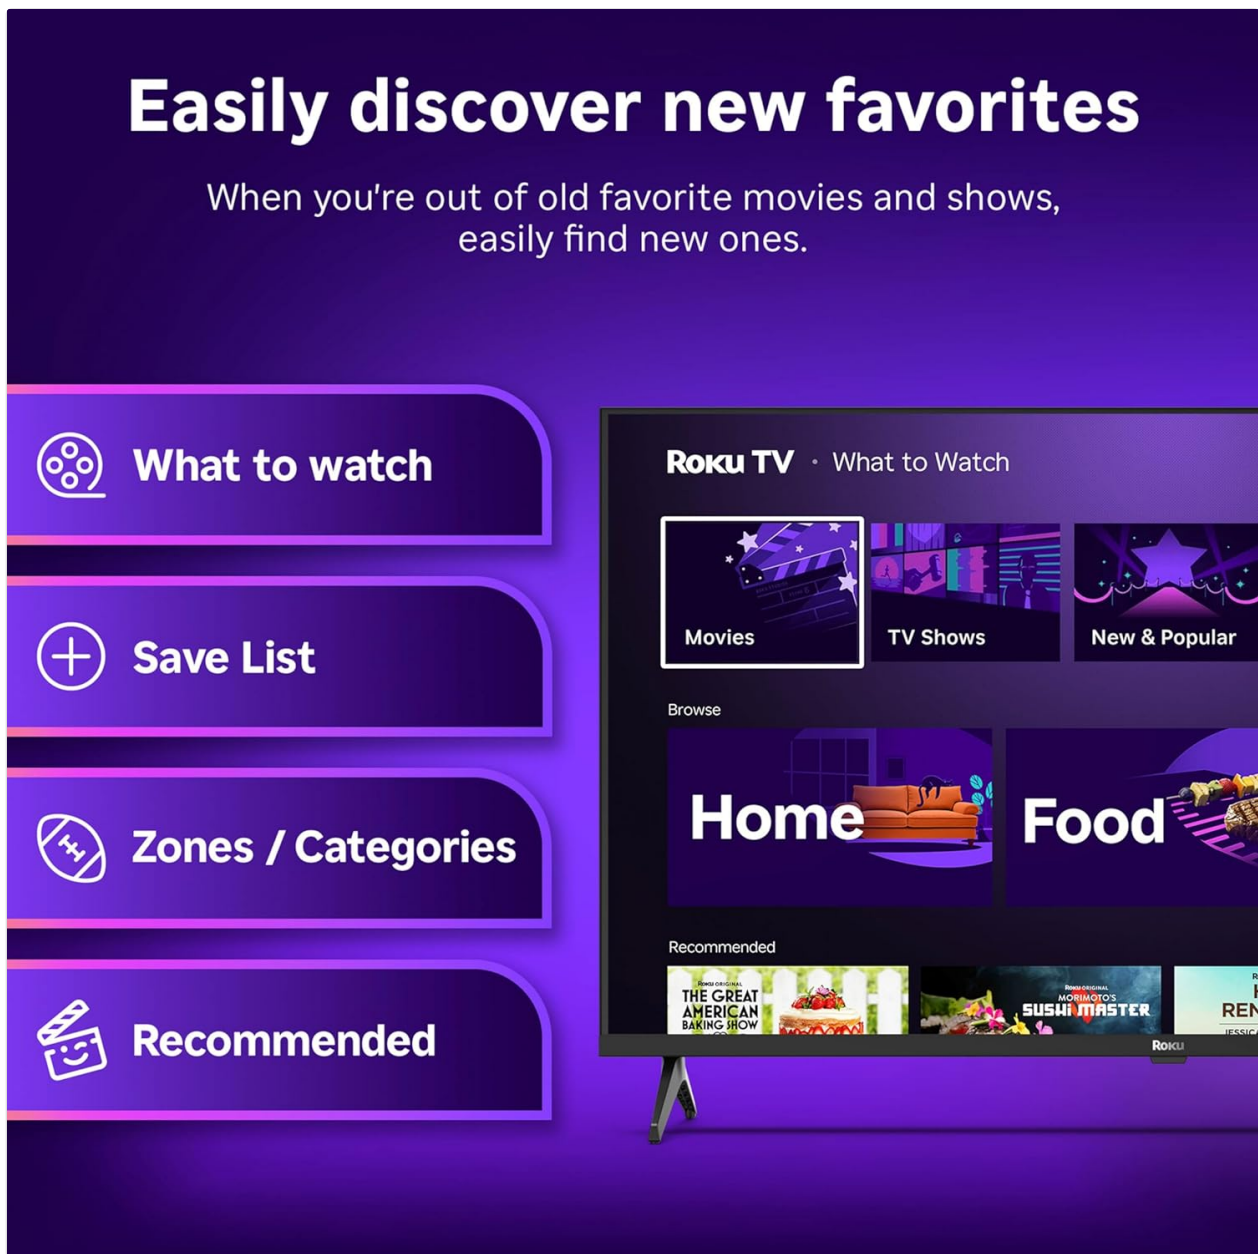 Easily discover new favorites
When you're out of old favorite movies and shows,
easily find new ones.
What to watch
Save List
Zones / Categories
Recommended
Roku TV • What to Watch
Movies
TV Shows
New & Popular
Browse
Home
Food
Recommended
Roku ORIGINAL
THE GREAT
AMERICAN
BAKING SHOW
Roku ORIGINAL
MORIMOTO'S
SUSHI MASTER
Roku